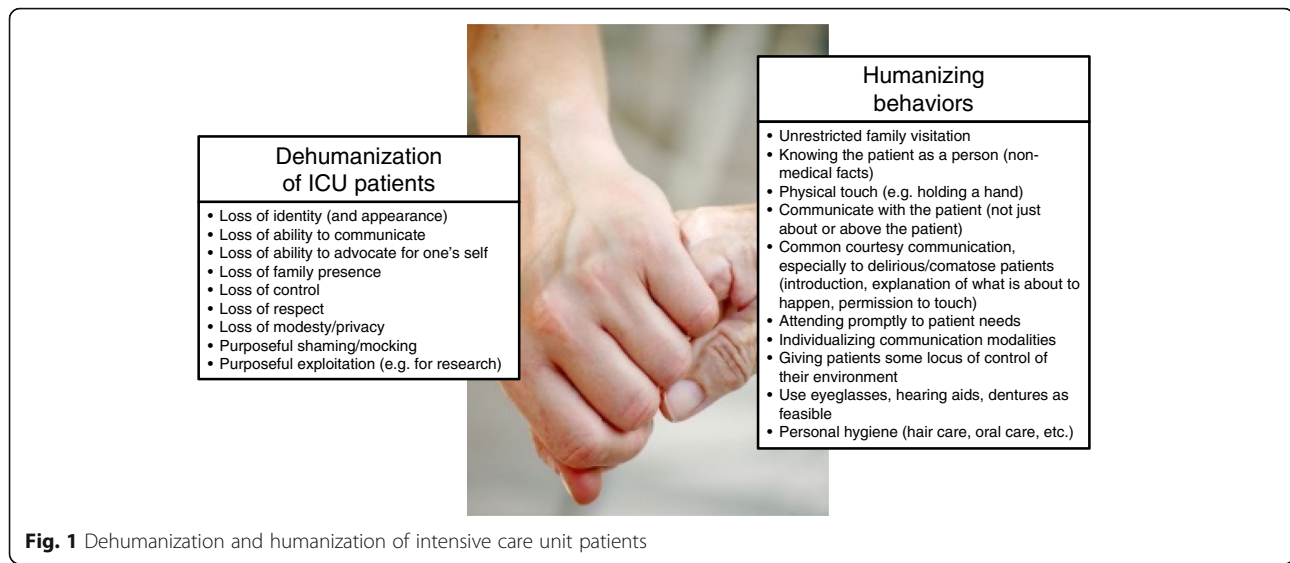 Dehumanization
of ICU patients
• Loss of identity (and appearance)
• Loss of ability to communicate
• Loss of ability to advocate for one's self
• Loss of family presence
• Loss of control
• Loss of respect
• Loss of modesty/privacy
• Purposeful shaming/mocking
• Purposeful exploitation (e.g. for research)
Humanizing
behaviors
• Unrestricted family visitation
• Knowing the patient as a person (non-
medical facts)
• Physical touch (e.g. holding a hand)
• Communicate with the patient (not just
about or above the patient)
• Common courtesy communication,
especially to delirious/comatose patients
(introduction, explanation of what is about to
happen, permission to touch)
• Attending promptly to patient needs
• Individualizing communication modalities
• Giving patients some locus of control of
their environment
• Use eyeglasses, hearing aids, dentures as
feasible
• Personal hygiene (hair care, oral care, etc.)
Fig. 1 Dehumanization and humanization of intensive care unit patients